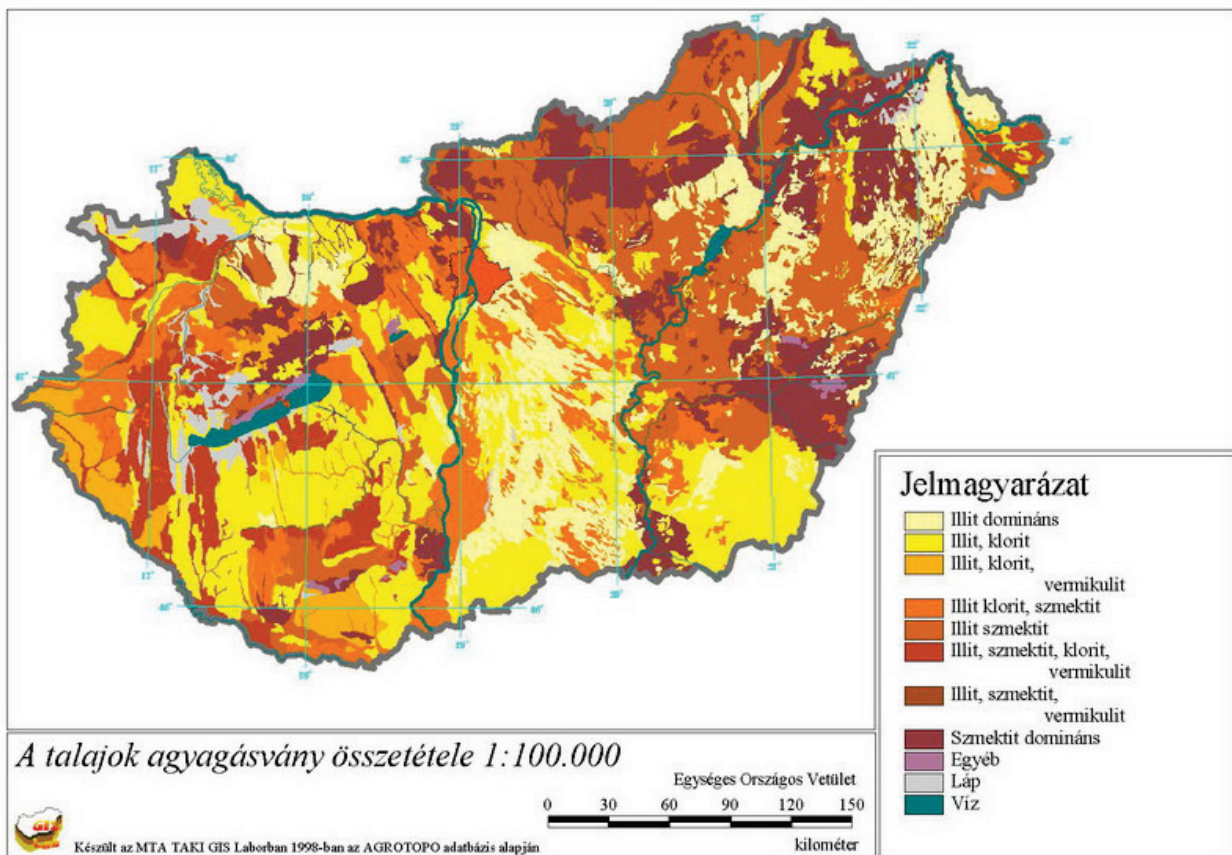 Jelmagyarázat
Illit domináns
Illit, klorit
Illit, klorit,
vermikulit
Illit klorit, szmektit
Illit szmektit
Illit, szmektit, klorit,
vermikulit
Illit, szmektit,
vermikulit
Szmektit domináns
Egyéb
Láp
Víz
A talajok agyagásvány összetétele 1:100.000
Egységes Országos Vetület
0 30 60 90 120 150
kilométer
GIS
Készült az MTA TAKI GIS Laborban 1998-ban az AGROTOPO adatbázis alapján